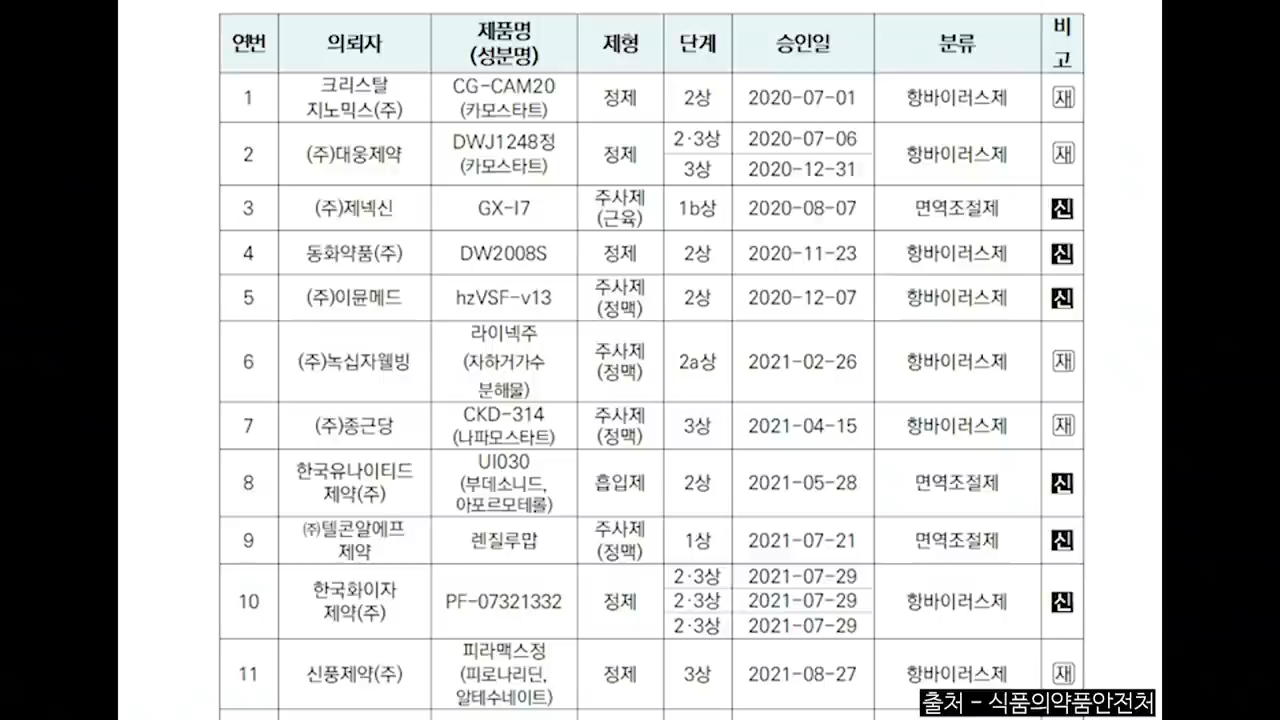 연번 의뢰자 제품명 (성분명) 제형 단계 승인일 분류 비고
1 크리스탈 지노믹스(주) CG-CAM20 (카모스타트) 정제 2상 2020-07-01 항바이러스제 재
2 (주)대웅제약 DWJ1248정 (카모스타트) 정제 2·3상 2020-07-06 항바이러스제 재
3상 2020-12-31
3 (주)제넥신 GX-I7 주사제 (근육) 1b상 2020-08-07 면역조절제 신
4 동화약품(주) DW2008S 정제 2상 2020-11-23 항바이러스제 신
5 (주)이뮨메드 hzVSF-v13 주사제 (정맥) 2상 2020-12-07 항바이러스제 신
6 (주)녹십자웰빙 라이넥주 (자하거가수 분해물) 주사제 (정맥) 2a상 2021-02-26 항바이러스제 재
7 (주)종근당 CKD-314 (나파모스타트) 주사제 (정맥) 3상 2021-04-15 항바이러스제 재
8 한국유나이티드 제약(주) UI030 (부데소니드, 아포르모테롤) 흡입제 2상 2021-05-28 면역조절제 신
9 ㈜텔콘알에프 제약 렌질루맙 주사제 (정맥) 1상 2021-07-21 면역조절제 신
10 한국화이자 제약(주) PF-07321332 정제 2·3상 2021-07-29 항바이러스제 신
2·3상 2021-07-29
2·3상 2021-07-29
11 신풍제약(주) 피라맥스정 (피로나리딘, 알테수네이트) 정제 3상 2021-08-27 항바이러스제 재
출처 - 식품의약품안전처